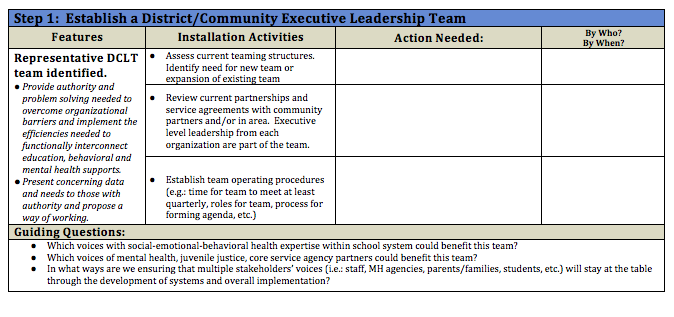 Step 1:  Establish a District/Community Executive Leadership Team
Features
Installation Activities
Action Needed:
By Who?
By When?
Representative DCLT
team identified.
• Provide authority and
problem solving needed to
overcome organizational
barriers and implement the
efficiencies needed to
functionally interconnect
education, behavioral and
mental health supports.
• Present concerning data
and needs to those with
authority and propose a
way of working.
• Assess current teaming structures.
Identify need for new team or
expansion of existing team
• Review current partnerships and
service agreements with community
partners and/or in area.  Executive
level leadership from each
organization are part of the team.
• Establish team operating procedures
(e.g.: time for team to meet at least
quarterly, roles for team, process for
forming agenda, etc.)
Guiding Questions:
• Which voices with social-emotional-behavioral health expertise within school system could benefit this team?
• Which voices of mental health, juvenile justice, core service agency partners could benefit this team?
• In what ways are we ensuring that multiple stakeholders’ voices (i.e.: staff, MH agencies, parents/families, students, etc.) will stay at the table
through the development of systems and overall implementation?